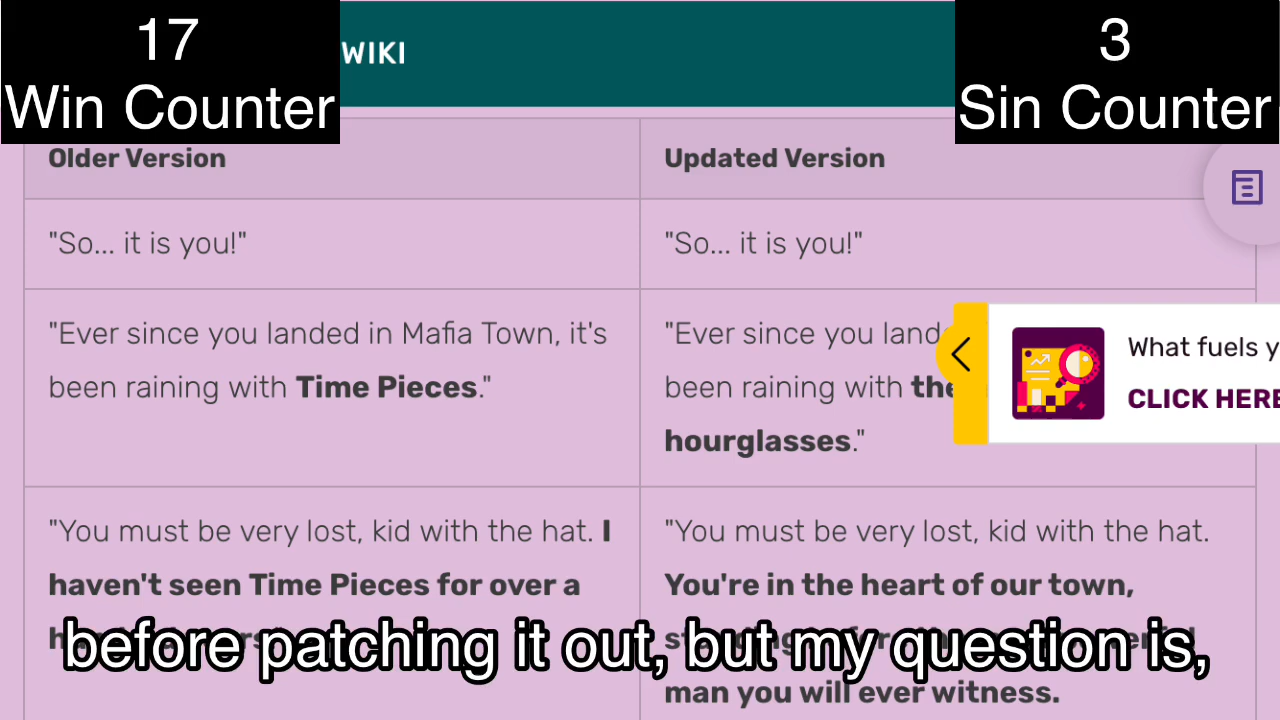 17
Win Counter
WIKI
3
Sin Counter
Older Version
Updated Version
"So... it is you!"
"So... it is you!"
"Ever since you landed in Mafia Town, it's
been raining with Time Pieces."
"Ever since you
been raining with
hourglasses."
What fuels
CLICK HERE
"You must be very lost, kid with the hat. I
haven't seen Time Pieces for over a
"You must be very lost, kid with the hat.
You're in the heart of our town,
man you will ever witness.
before patching it out, but my question is,